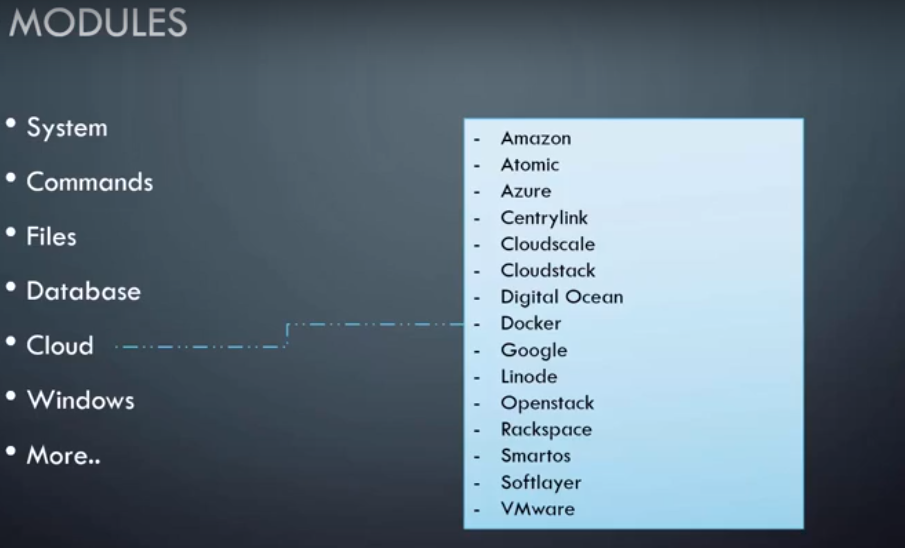 MODULES
• System
• Commands
• Files
• Database
• Cloud
• Windows
• More..
- Amazon
- Atomic
- Azure
- Centrylink
- Cloudscale
- Cloudstack
- Digital Ocean
- Docker
- Google
- Linode
- Openstack
- Rackspace
- Smartos
- Softlayer
- VMware